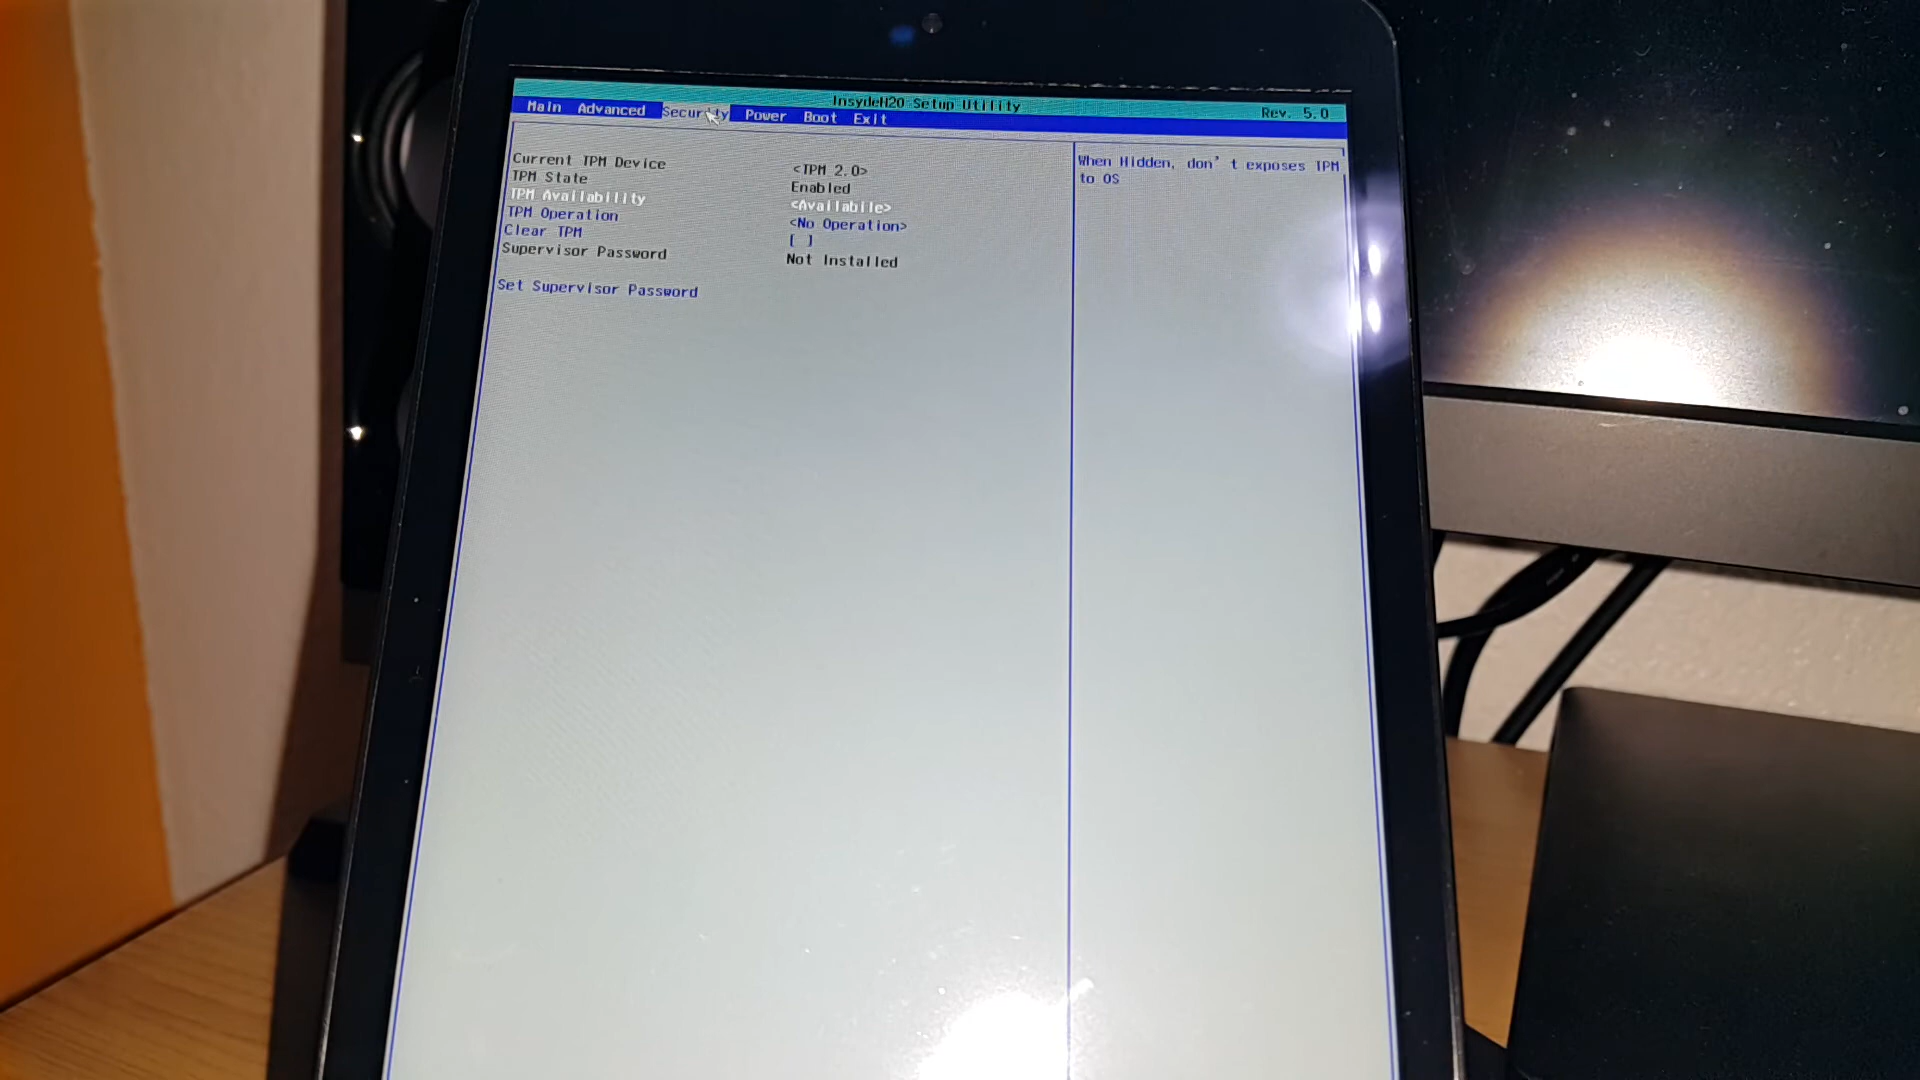 InsydeH2O Setup Utility
Rev. 5.0
Main Advanced Security Power Boot Exit
Current TPM Device <TPM 2.0>
TPM State Enabled
TPM Availability <Availabile>
TPM Operation <No Operation>
Clear TPM [ ]
Supervisor Password Not Installed
Set Supervisor Password
When Hidden, don't exposes TPM
to OS